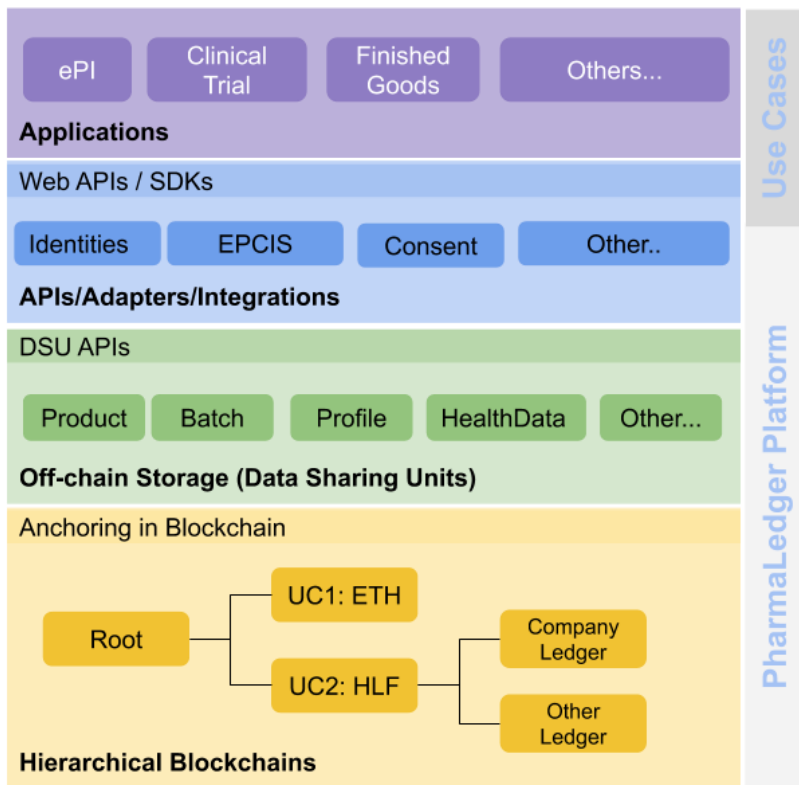 ePI
Clinical
Trial
Finished
Goods
Others...
Applications
Use Cases
Web APIs / SDKs
Identities
EPCIS
Consent
Other..
APIs/Adapters/Integrations
DSU APIs
Product
Batch
Profile
HealthData
Other...
Off-chain Storage (Data Sharing Units)
PharmaLedger Platform
Anchoring in Blockchain
Root
UC1: ETH
UC2: HLF
Company
Ledger
Other
Ledger
Hierarchical Blockchains